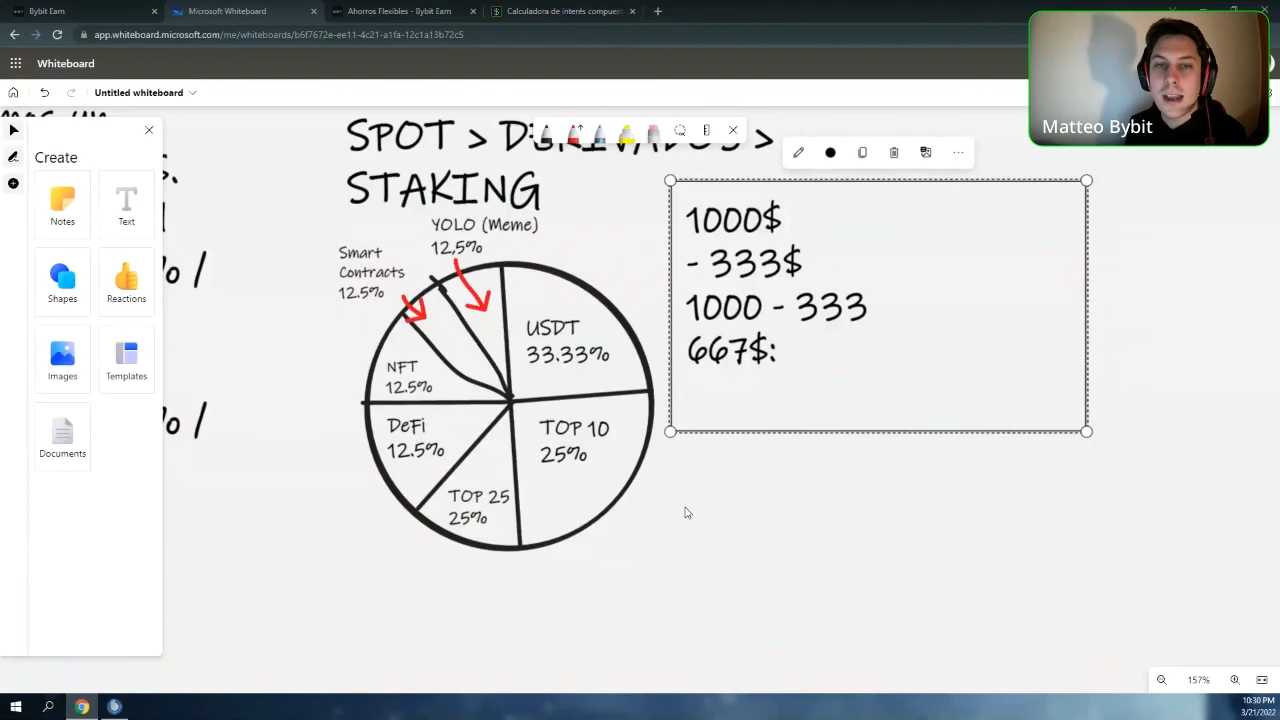 Bybit Earn
Microsoft Whiteboard
Ahorros Flexibles - Bybit Earn
Calculadora de interés compues
app.whiteboard.microsoft.com/me/whiteboards/b6f7672e-ee11-4c21-a1fa-12c1a13b72c5
Whiteboard
Untitled whiteboard
Matteo Bybit
Create
Notes
Text
Shapes
Reactions
Images
Templates
Documents
SPOT > DERIVADOS >
STAKING
YOLO (Meme)
12,5%
Smart
Contracts
12.5%
USDT
33.33%
NFT
12.5%
DeFi
12.5%
TOP 10
25%
TOP 25
25%
1000$
- 333$
1000 - 333
667$:
157%
10:30 PM
3/21/2022